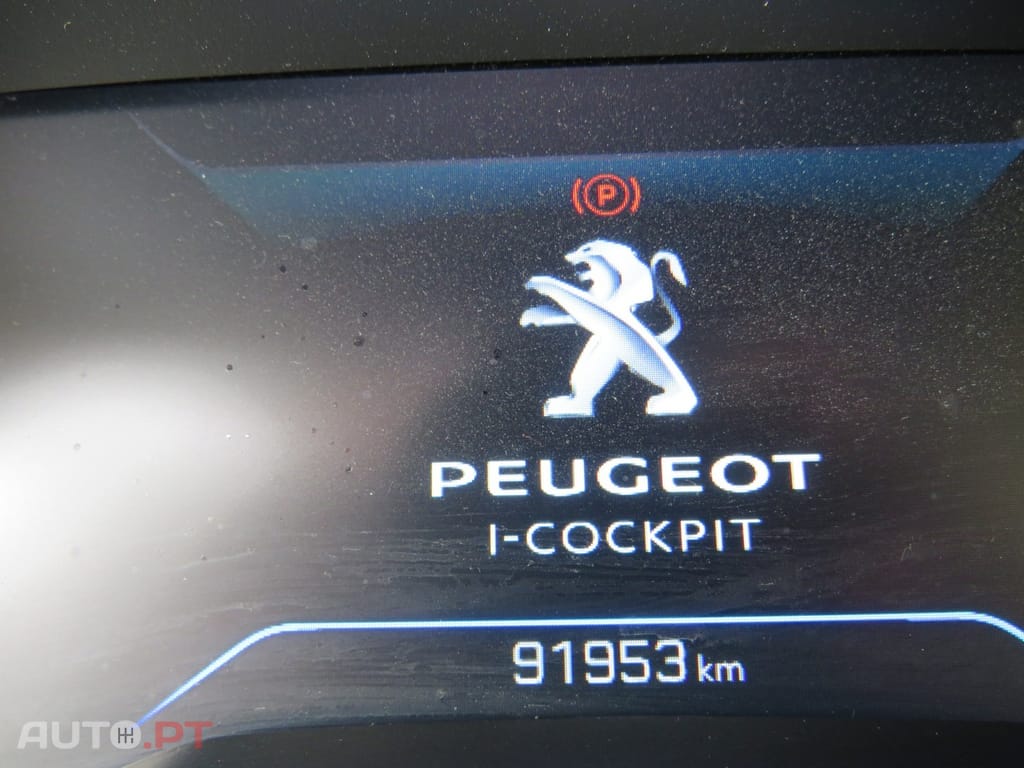 P
PEUGEOT
I-COCKPIT
91953 km
AUTO.PT